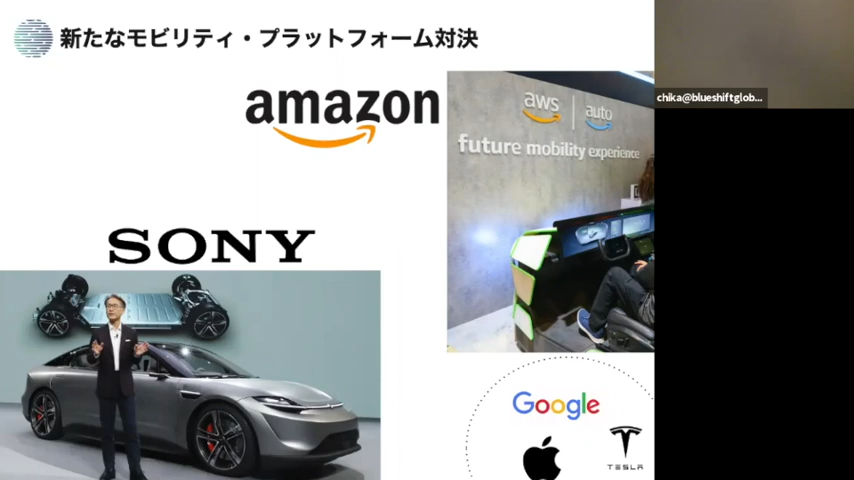 新たなモビリティ・プラットフォーム対決
chika@blueshiftglob...
amazon
aws | auto
future mobility experience
SONY
Google
TESLA